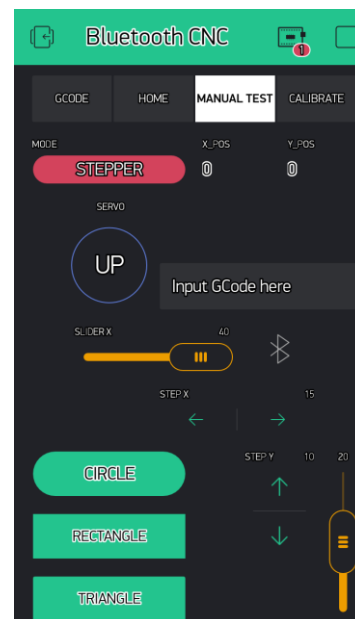 Bluetooth CNC
1
GCODE HOME MANUAL TEST CALIBRATE
MODE X_POS Y_POS
STEPPER 0 0
SERVO
UP
Input GCode here
SLIDER X 40
STEP X 15
STEP Y 10 20
CIRCLE
RECTANGLE
TRIANGLE